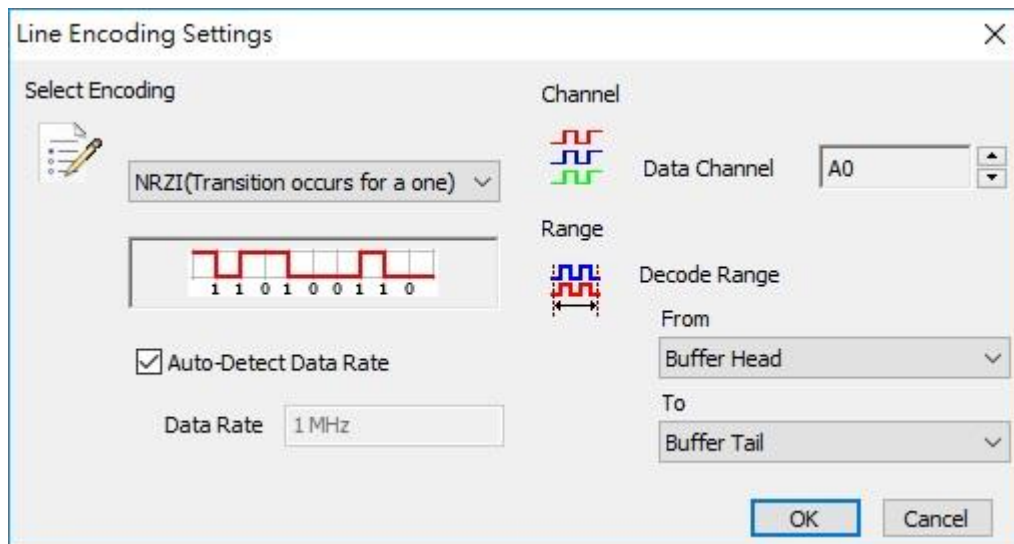 Line Encoding Settings
Select Encoding
NRZI(Transition occurs for a one)
1 1 0 1 0 0 1 1 0
Auto-Detect Data Rate
Data Rate 1 MHz
Channel
Data Channel A0
Range
Decode Range
From
Buffer Head
To
Buffer Tail
OK Cancel